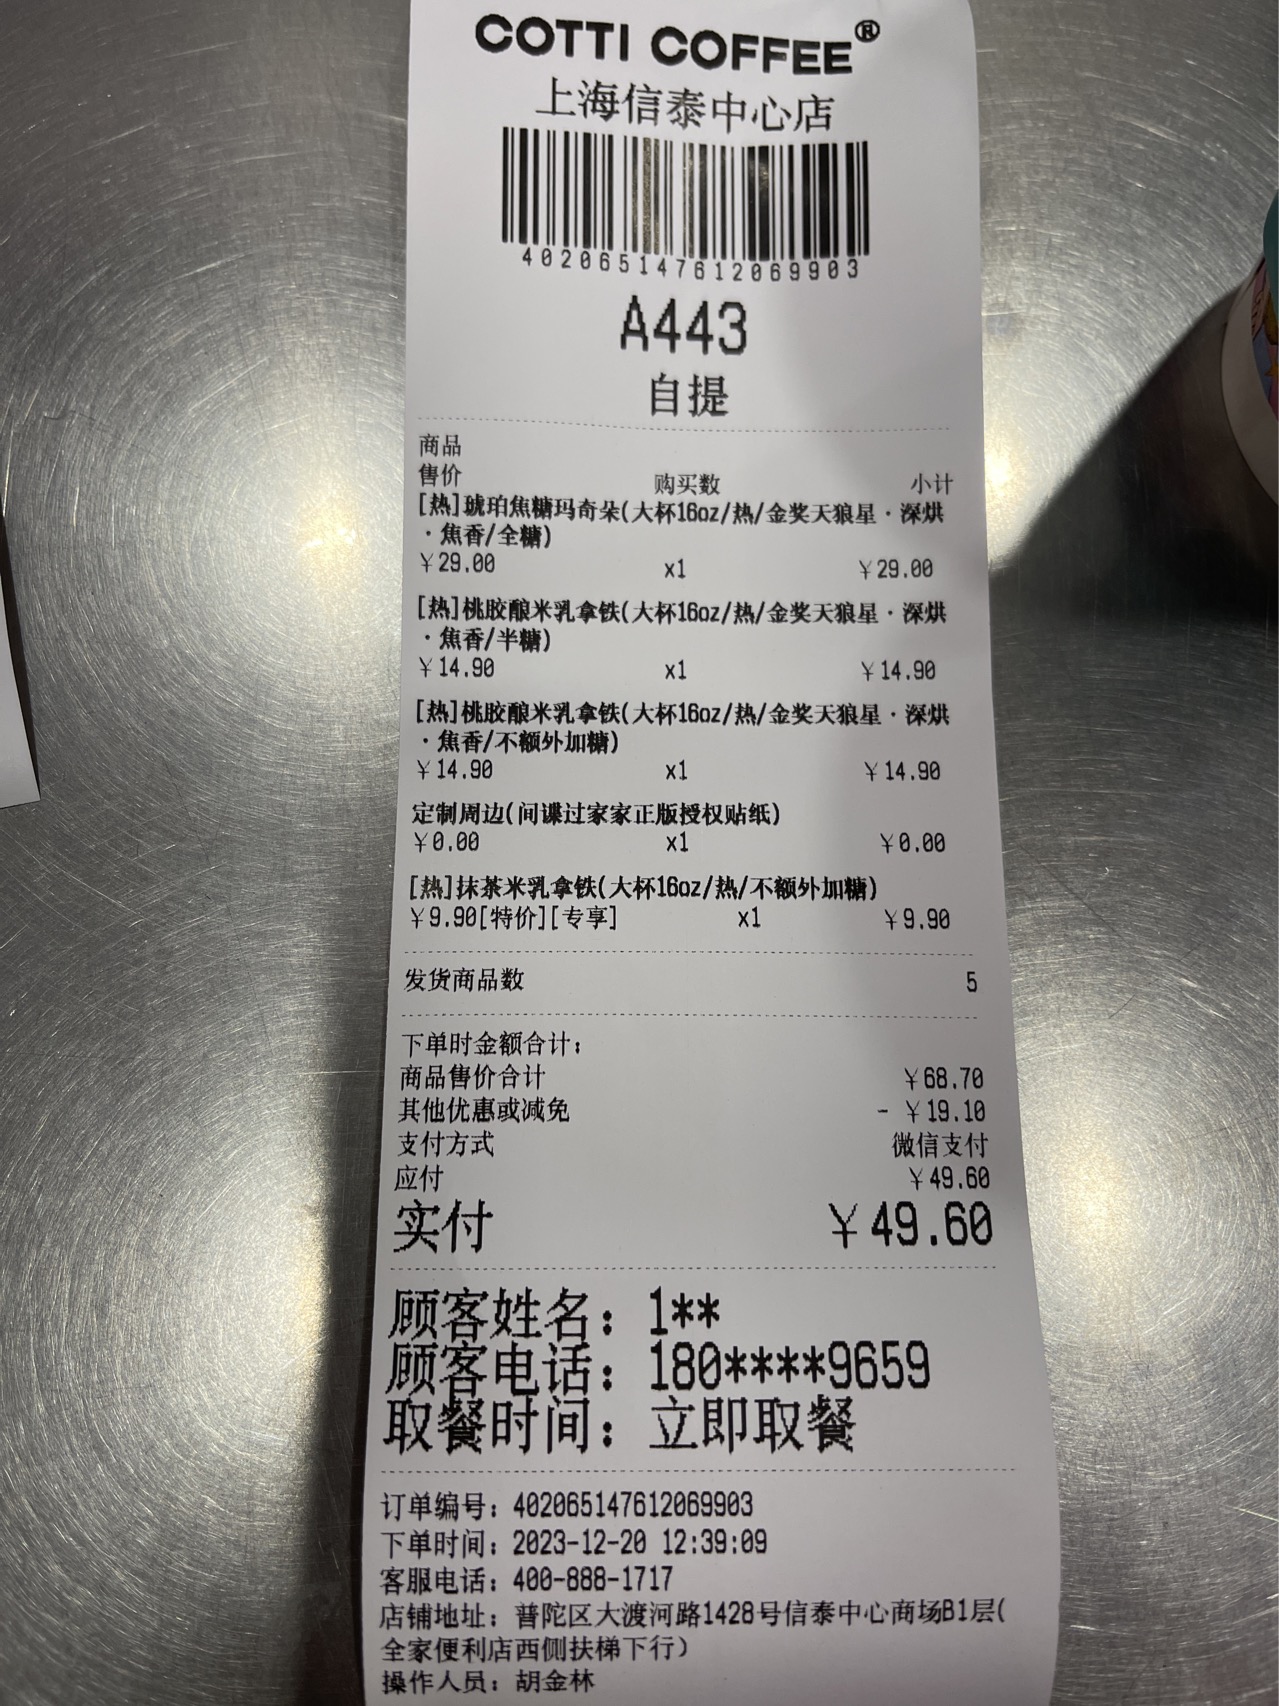 COTTI COFFEE®
上海信泰中心店
402065147612069903
A443
自提
商品
售价 购买数 小计
[热]琥珀焦糖玛奇朵(大杯16oz/热/金奖天狼星·深烘
·焦香/全糖)
￥29.00 x1 ￥29.00
[热]桃胶酿米乳拿铁(大杯16oz/热/金奖天狼星·深烘
·焦香/半糖)
￥14.90 x1 ￥14.90
[热]桃胶酿米乳拿铁(大杯16oz/热/金奖天狼星·深烘
·焦香/不额外加糖)
￥14.90 x1 ￥14.90
定制周边(间谍过家家正版授权贴纸)
￥0.00 x1 ￥0.00
[热]抹茶米乳拿铁(大杯16oz/热/不额外加糖)
￥9.90[特价][专享] x1 ￥9.90
发货商品数 5
下单时金额合计：
商品售价合计 ￥68.70
其他优惠或减免 - ￥19.10
支付方式 微信支付
应付 ￥49.60
实付 ￥49.60
顾客姓名：1**
顾客电话：180****9659
取餐时间：立即取餐
订单编号：402065147612069903
下单时间：2023-12-20 12:39:09
客服电话：400-888-1717
店铺地址：普陀区大渡河路1428号信泰中心商场B1层(
全家便利店西侧扶梯下行)
操作人员：胡金林